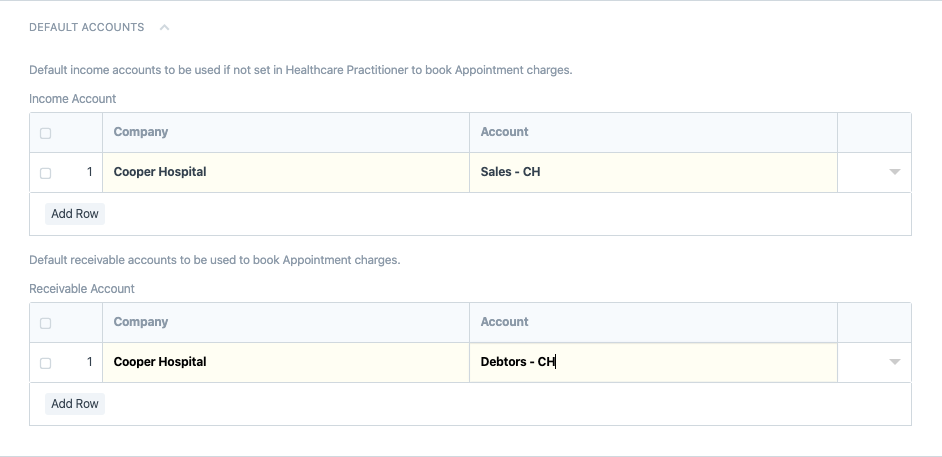 DEFAULT ACCOUNTS
Default income accounts to be used if not set in Healthcare Practitioner to book Appointment charges.
Income Account
Company Account
1 Cooper Hospital Sales - CH
Add Row
Default receivable accounts to be used to book Appointment charges.
Receivable Account
Company Account
1 Cooper Hospital Debtors - CH
Add Row